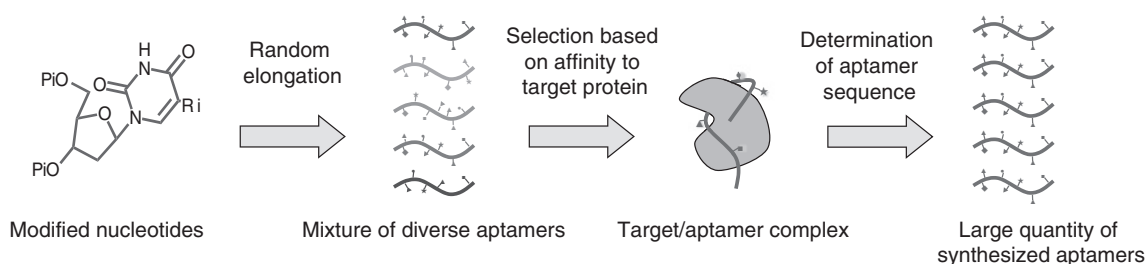 Random
elongation
Selection based
on affinity to
target protein
Determination
of aptamer
sequence
H
N
O
O
PiO
Ri
O
N
PiO
Modified nucleotides
Mixture of diverse aptamers
Target/aptamer complex
Large quantity of
synthesized aptamers